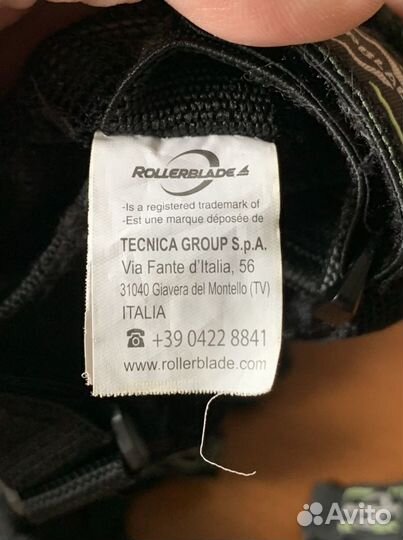 ROLLERBLADE
-Is a registered trademark of
-Est une marque déposée de
TECNICA GROUP S.p.A.
Via Fante d'Italia, 56
31040 Giavera del Montello (TV)
ITALIA
☎ +39 0422 8841
www.rollerblade.com
Avito